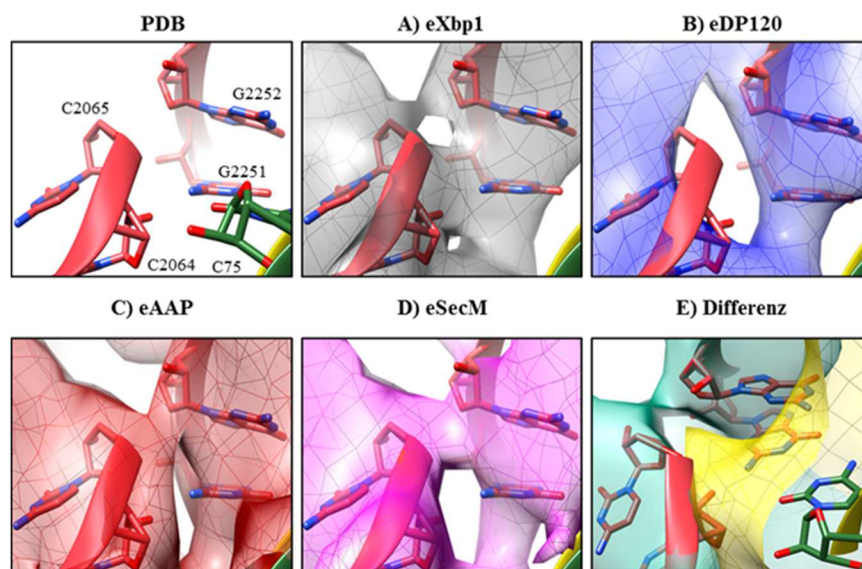 PDB
A) eXbp1
B) eDP120
C2065
G2252
G2251
C2064
C75
C) eAAP
D) eSecM
E) Differenz